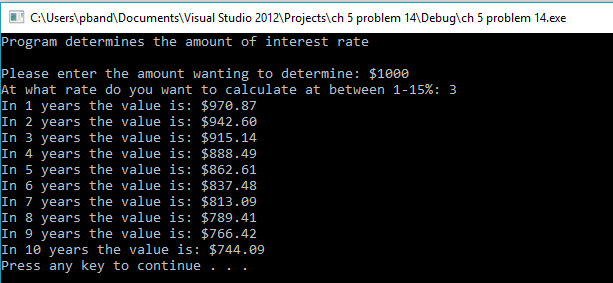 C:\Users\pband\Documents\Visual Studio 2012\Projects\ch 5 problem 14\Debug\ch 5 problem 14.exe
Program determines the amount of interest rate
Please enter the amount wanting to determine: $1000
At what rate do you want to calculate at between 1-15%: 3
In 1 years the value is: $970.87
In 2 years the value is: $942.60
In 3 years the value is: $915.14
In 4 years the value is: $888.49
In 5 years the value is: $862.61
In 6 years the value is: $837.48
In 7 years the value is: $813.09
In 8 years the value is: $789.41
In 9 years the value is: $766.42
In 10 years the value is: $744.09
Press any key to continue . . .